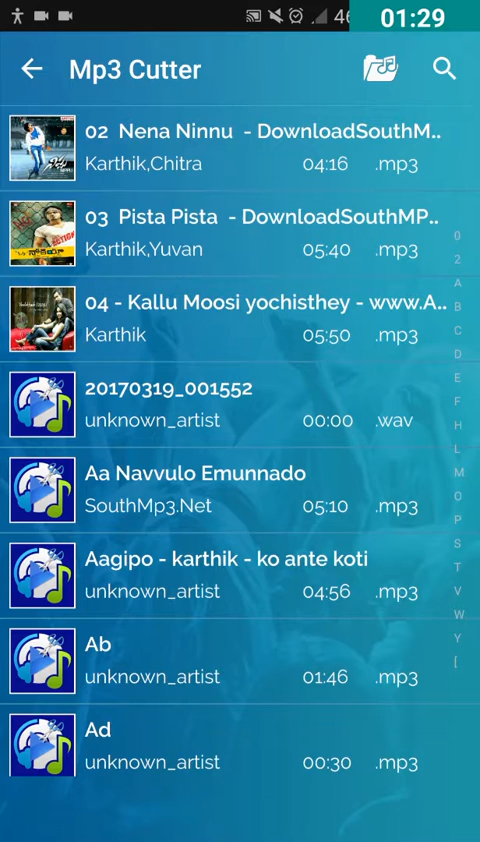 46
01:29
Mp3 Cutter
02 Nena Ninnu - DownloadSouthM..
Karthik,Chitra 04:16 .mp3
03 Pista Pista - DownloadSouthMP..
Karthik,Yuvan 05:40 .mp3
04 - Kallu Moosi yochisthey - www.A..
Karthik 05:50 .mp3
20170319_001552
unknown_artist 00:00 .wav
Aa Navvulo Emunnado
SouthMp3.Net 05:10 .mp3
Aagipo - karthik - ko ante koti
unknown_artist 04:56 .mp3
Ab
unknown_artist 01:46 .mp3
Ad
unknown_artist 00:30 .mp3
0
2
A
B
C
D
E
F
H
L
M
O
P
S
T
V
W
Y
[